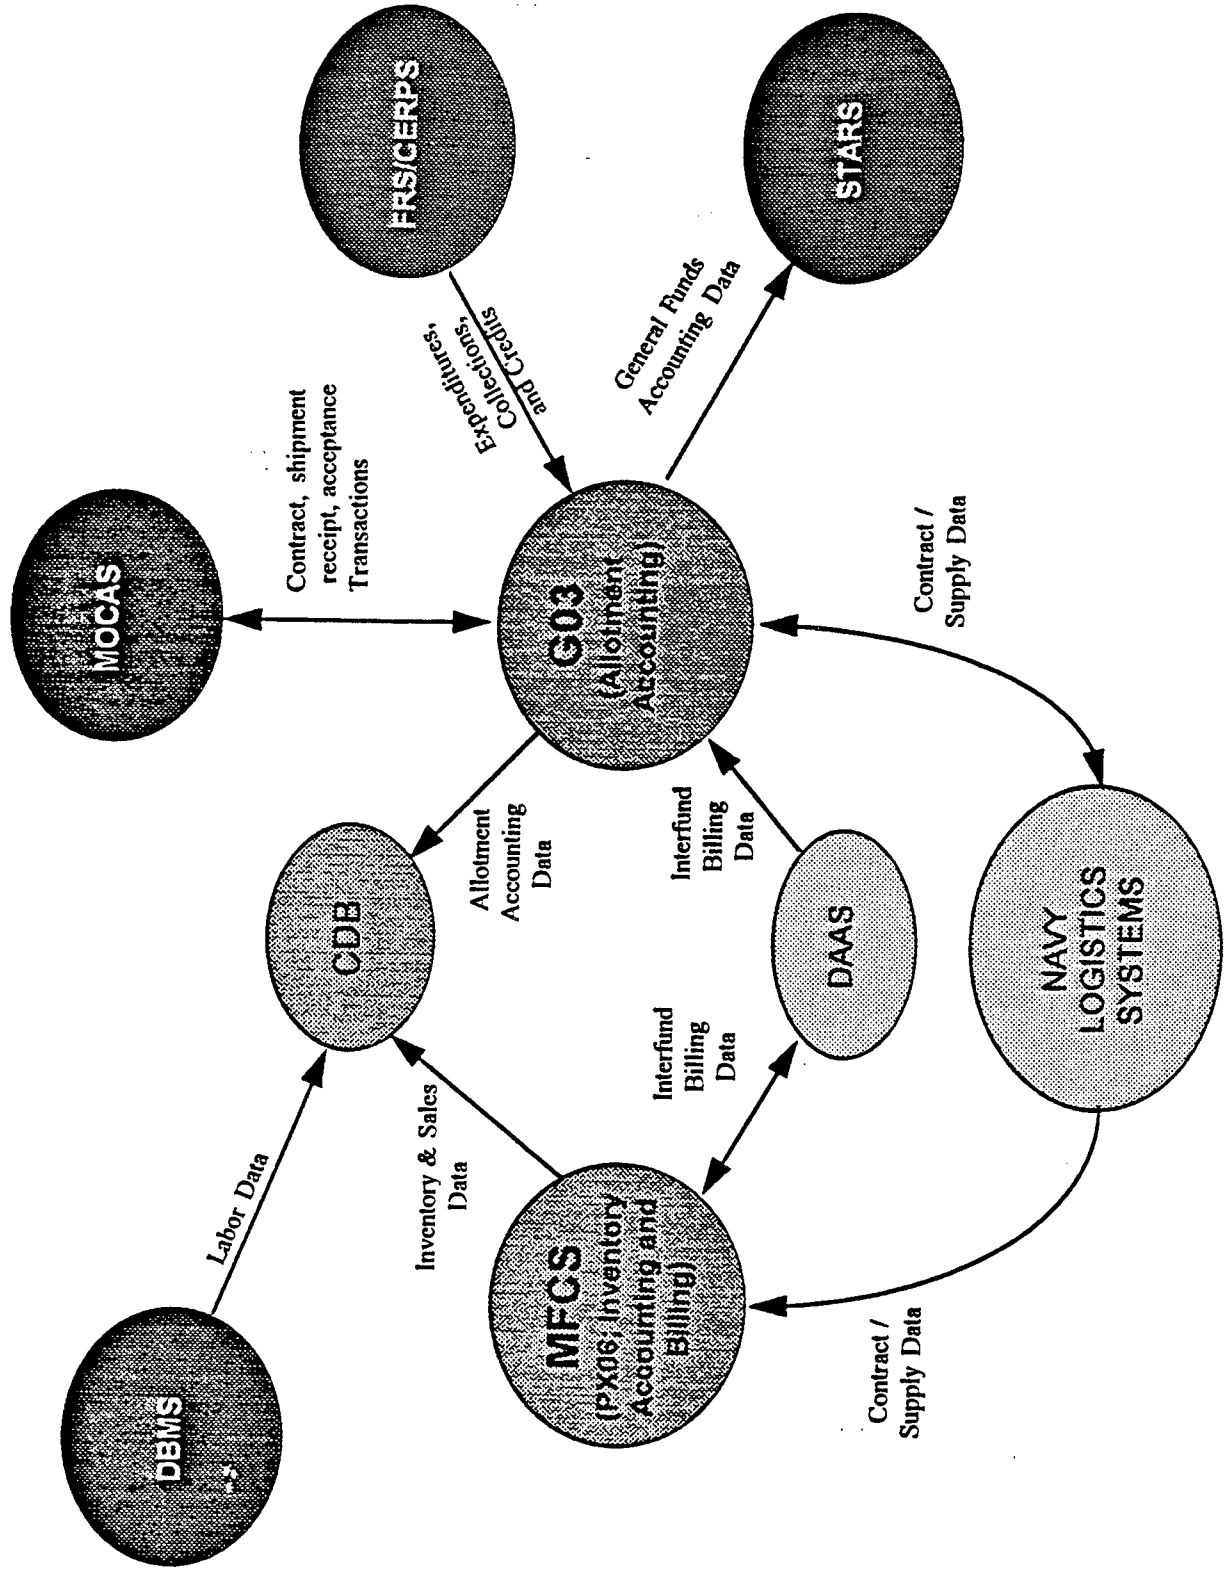 DBMS
Labor Data
MOCAS
Contract, shipment
receipt, acceptance
Transactions
CDB
FRS/CERPS
Expenditures,
Collections,
and Credits
Inventory & Sales
Data
Allotment
Accounting
Data
MFCS
(PX06; Inventory
Accounting and
Billing)
G03
(Allotment
Accounting)
General Funds
Accounting Data
Interfund
Billing
Data
Interfund
Billing
Data
DAAS
STARS
Contract /
Supply Data
Contract /
Supply Data
NAVY
LOGISTICS
SYSTEMS